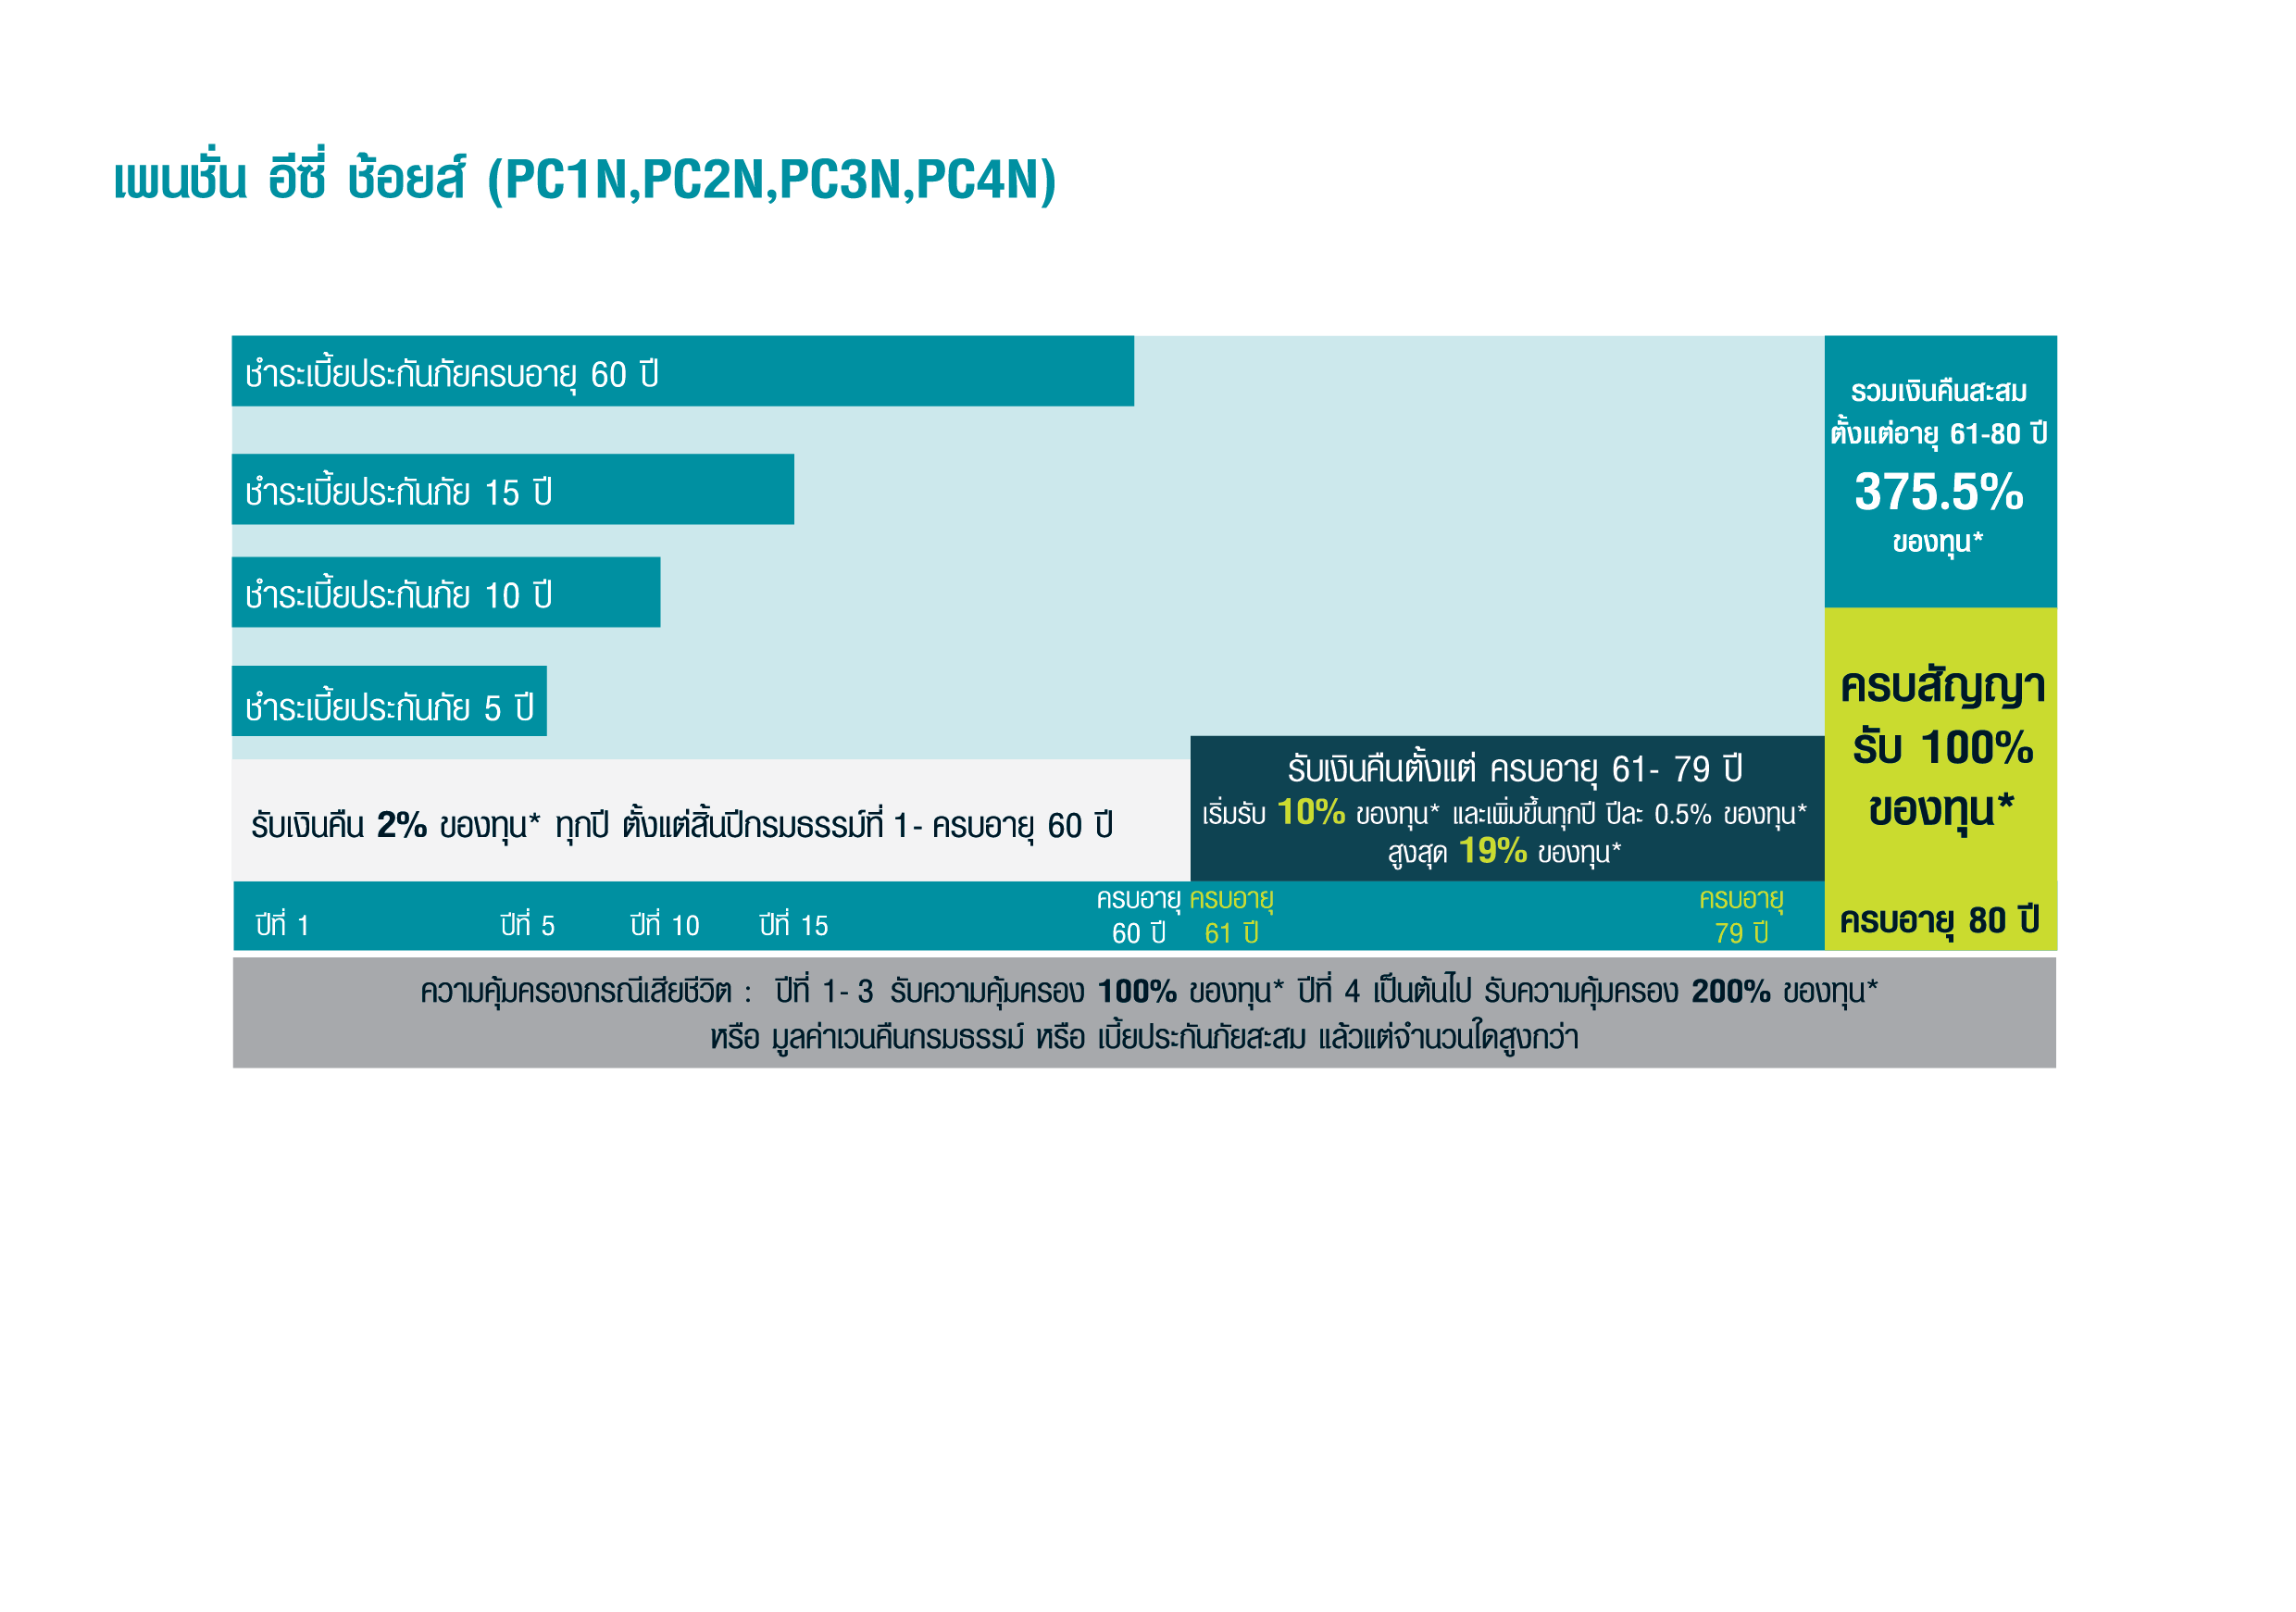 เพนชั่น อีซี่ ช้อยส์ (PC1N,PC2N,PC3N,PC4N)
ชำระเบี้ยประกันภัยครบอายุ 60 ปี
ชำระเบี้ยประกันภัย 15 ปี
ชำระเบี้ยประกันภัย 10 ปี
ชำระเบี้ยประกันภัย 5 ปี
รวมเงินคืนสะสม
ตั้งแต่อายุ 61-80 ปี
375.5%
ของทุน*
ครบสัญญา
รับ 100%
ของทุน*
ครบอายุ 80 ปี
รับเงินคืน 2% ของทุน* ทุกปี ตั้งแต่สิ้นปีกรมธรรม์ที่ 1- ครบอายุ 60 ปี
รับเงินคืนตั้งแต่ ครบอายุ 61- 79 ปี
เริ่มรับ 10% ของทุน* และเพิ่มขึ้นทุกปี ปีละ 0.5% ของทุน*
สูงสุด 19% ของทุน*
ปีที่ 1
ปีที่ 5
ปีที่ 10
ปีที่ 15
ครบอายุ
60 ปี
ครบอายุ
61 ปี
ครบอายุ
79 ปี
ความคุ้มครองกรณีเสียชีวิต : ปีที่ 1- 3 รับความคุ้มครอง 100% ของทุน* ปีที่ 4 เป็นต้นไป รับความคุ้มครอง 200% ของทุน*
หรือ มูลค่าเวนคืนกรมธรรม์ หรือ เบี้ยประกันภัยสะสม แล้วแต่จำนวนใดสูงกว่า